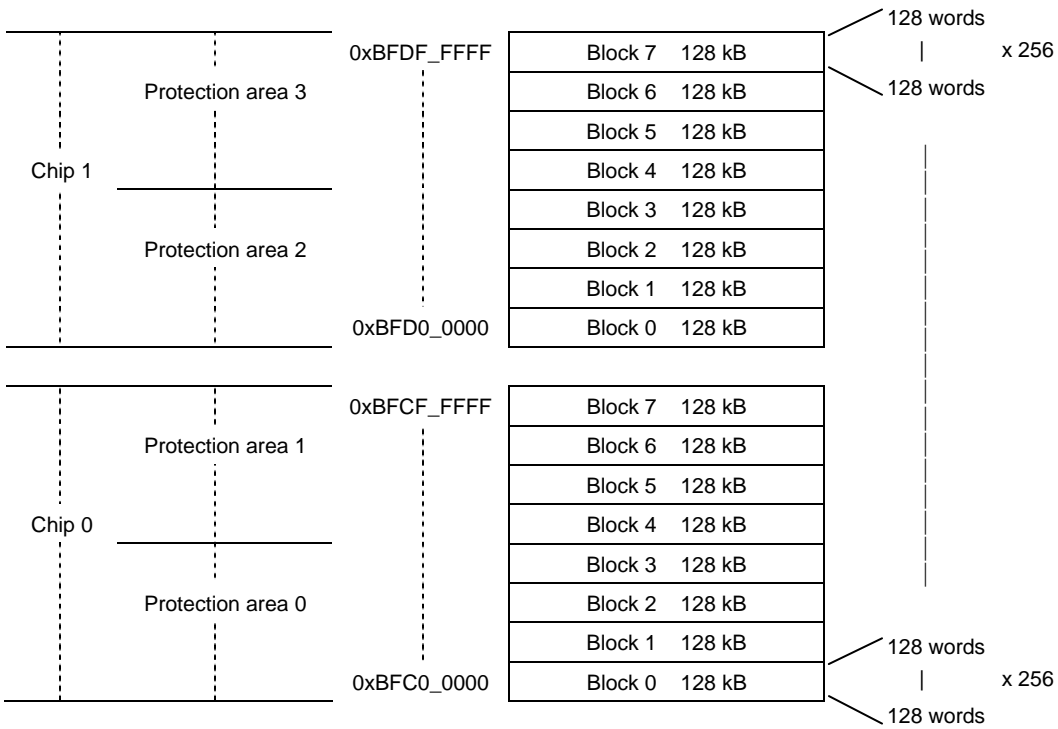 128 words
0xBFDF_FFFF Block 7 128 kB | x 256
Protection area 3 Block 6 128 kB 128 words
Block 5 128 kB
Chip 1 Block 4 128 kB
Block 3 128 kB
Protection area 2 Block 2 128 kB
Block 1 128 kB
0xBFD0_0000 Block 0 128 kB
0xBFCF_FFFF Block 7 128 kB
Protection area 1 Block 6 128 kB
Block 5 128 kB
Chip 0 Block 4 128 kB
Block 3 128 kB
Protection area 0 Block 2 128 kB
Block 1 128 kB 128 words
0xBFC0_0000 Block 0 128 kB | x 256
128 words